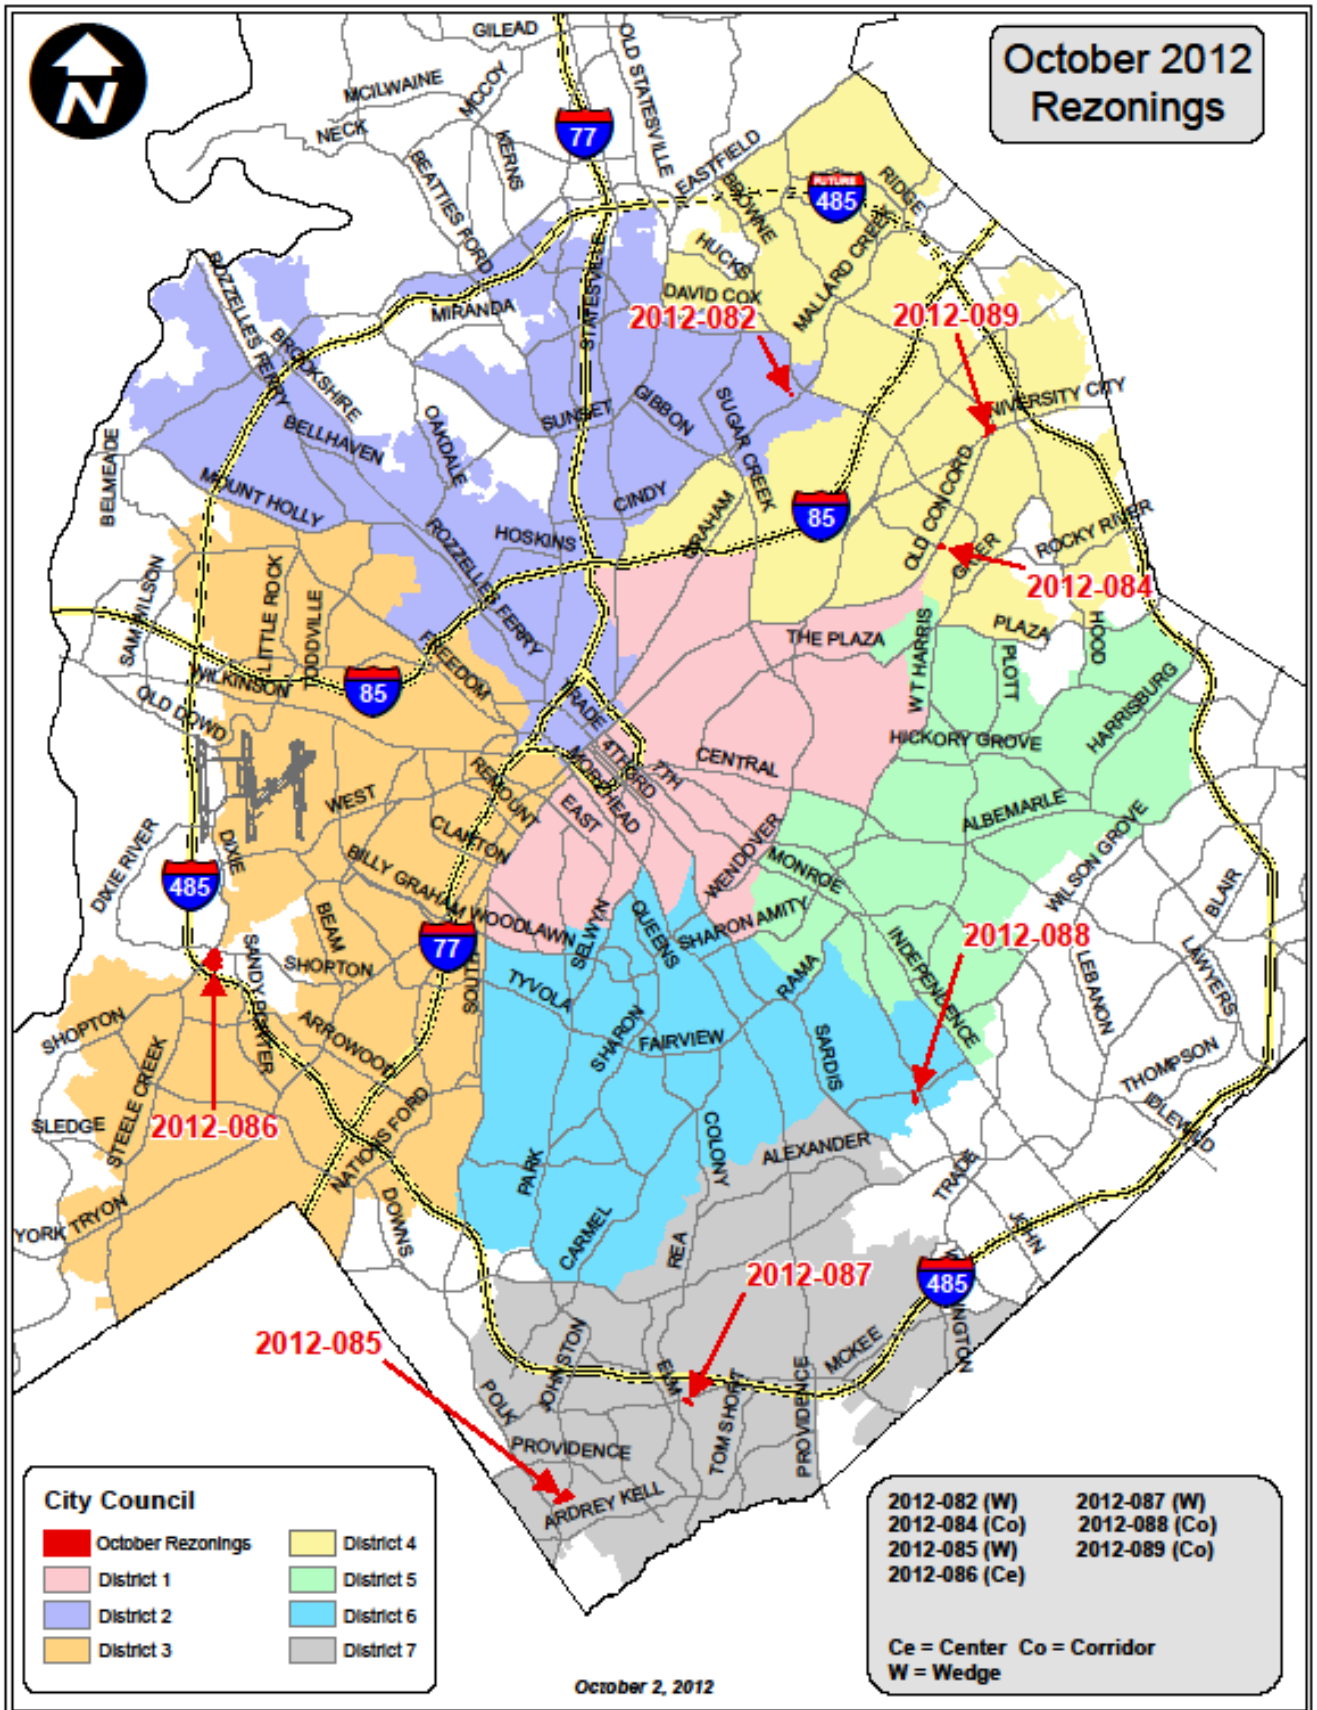 October 2012
Rezonings
N
GILEAD
OLD STATESVILLE
MCILWAINE
MCCOY
NECK
KERNS
77
BEATTIES FORD
EASTFIELD
BROWNE
FUTURE
485
RIDGE
HUCKS
MALLARD CREEK
DAVID COX
2012-082
2012-089
ROZZELLES FERRY
BROOKSHIRE
MIRANDA
STATESVILLE
SUNSET
GIBBON
SUGAR CREEK
NIVERSITY CITY
OAKDALE
BELLHAVEN
BELMEADE
MOUNT HOLLY
CINDY
GRAHAM
85
OLD CONCORD
HOSKINS
ROZZELLES FERRY
GRIER
ROCKY RIVER
2012-084
SAM WILSON
LITTLE ROCK
TODDVILLE
FREEDOM
THE PLAZA
WT HARRIS
PLAZA
HOOD
PLOTT
WILKINSON
85
OLD DOWD
TRADE
HARRISBURG
HICKORY GROVE
4TH
7TH
CENTRAL
MOREHEAD
REMOUNT
WEST
EAST
CLANTON
ALBEMARLE
WILSON GROVE
DIXIE RIVER
DIXIE
485
BILLY GRAHAM
WOODLAWN
WENDOVER
MONROE
BLAIR
BEAM
77
SELWYN
QUEENS
SHARON AMITY
INDEPENDENCE
2012-088
SANDY PORTER
SHOPTON
SOUTH
TYVOLA
RAMA
LEBANON
LAWYERS
SHOPTON
ARROWOOD
SHARON
FAIRVIEW
SARDIS
THOMPSON
STEELE CREEK
IDLEWILD
SLEDGE
2012-086
NATIONS FORD
COLONY
ALEXANDER
PARK
TRADE
YORK
TRYON
DOWNS
CARMEL
REA
JOHN
2012-087
485
INGTON
2012-085
JOHNSTON
ELM
MCKEE
POLK
TOM SHORT
PROVIDENCE
PROVIDENCE
ARDREY KELL
City Council
October Rezonings
District 1
District 2
District 3
District 4
District 5
District 6
District 7
October 2, 2012
2012-082 (W) 2012-087 (W)
2012-084 (Co) 2012-088 (Co)
2012-085 (W) 2012-089 (Co)
2012-086 (Ce)
Ce = Center Co = Corridor
W = Wedge